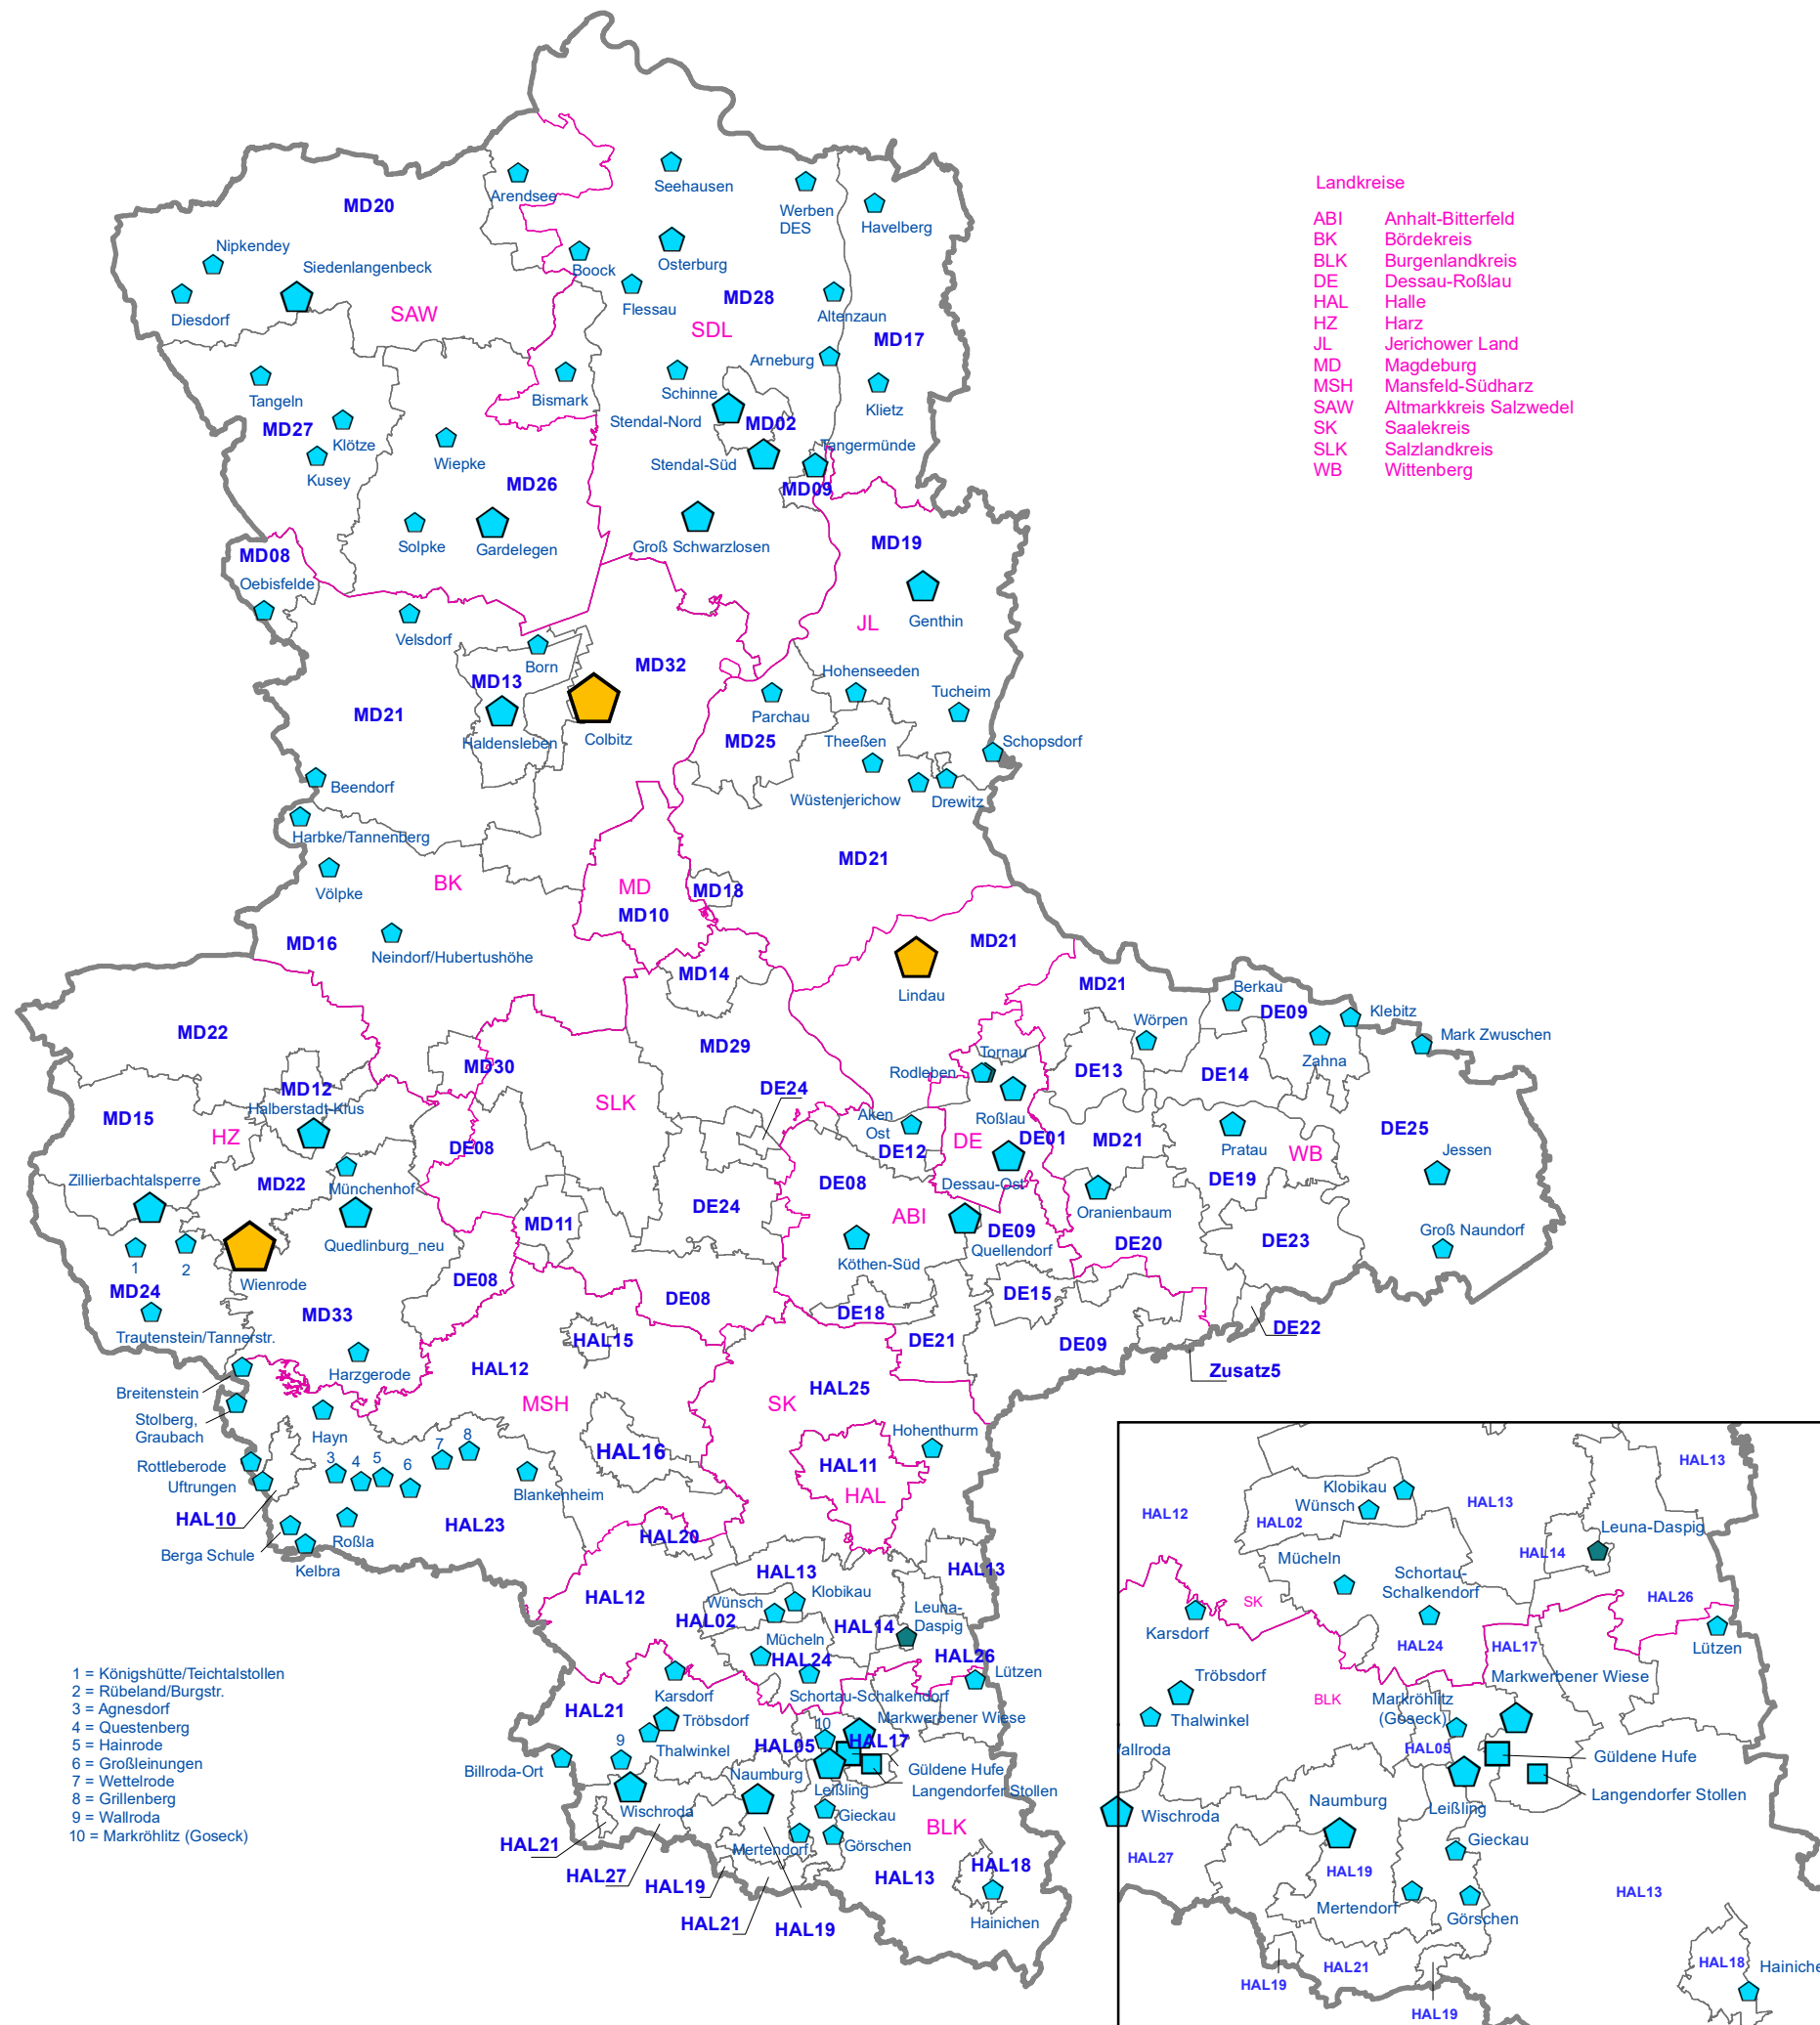 Landkreise
ABI Anhalt-Bitterfeld
BK Bördekreis
BLK Burgenlandkreis
DE Dessau-Roßlau
HAL Halle
HZ Harz
JL Jerichower Land
MD Magdeburg
MSH Mansfeld-Südharz
SAW Altmarkkreis Salzwedel
SK Saalekreis
SLK Salzlandkreis
WB Wittenberg
MD20
Arendsee
Seehausen
Werben
DES
Havelberg
Nipkendey
Siedenlangenbeck
Diesdorf
SAW
Boock
Osterburg
Flessau
MD28
SDL
Altenzaun
MD17
Arneburg
Klietz
Tangeln
MD27
Klötze
Kusey
Wiepke
Bismark
Schinne
Stendal-Nord
MD02
Stendal-Süd
Tangermünde
MD09
MD26
Solpke
Gardelegen
Groß Schwarzlosen
MD08
Oebisfelde
MD19
Genthin
JL
Velsdorf
Born
MD32
MD13
MD21
Haldensleben
Colbitz
Hohenseeden
Tucheim
Parchau
MD25
Theeßen
Schopsdorf
Wüstenjerichow
Drewitz
Beendorf
Harbke/Tannenberg
Völpke
BK
MD
MD10
MD18
MD21
MD16
Neindorf/Hubertushöhe
MD14
Lindau
MD21
MD21
Berkau
DE09
Klebitz
Mark Zwuschen
Wörpen
Zahna
MD22
MD30
MD29
Tornau
Rodleben
DE13
DE14
MD12
Halberstadt-Klus
MD15
HZ
SLK
DE24
Aken
Ost
Roßlau
DE
DE01
MD21
Pratau
WB
DE25
Jessen
DE08
DE12
Zillierbachtalsperre
MD22
Münchenhof
DE08
Dessau-Ost
DE19
Oranienbaum
MD11
DE24
ABI
DE09
Quellendorf
DE20
DE23
Groß Naundorf
Quedlinburg_neu
Köthen-Süd
1
2
Wienrode
DE08
MD24
MD33
DE08
DE18
DE15
Trautenstein/Tannerstr.
HAL15
DE21
DE09
DE22
Zusatz5
Harzgerode
HAL12
Breitenstein
HAL25
MSH
SK
Stolberg,
Graubach
Hayn
Hohenthurm
7
8
HAL16
HAL11
Rottleberode
3
4
5
6
Uftrungen
Blankenheim
HAL
HAL10
HAL23
Roßla
HAL20
Berga Schule
Kelbra
HAL13
HAL13
HAL12
Klobikau
Wünsch
HAL02
HAL14
Leuna-
Daspig
Mücheln
HAL24
HAL26
Lützen
Karsdorf
Schortau-Schalkendorf
HAL21
Tröbsdorf
10
Markwerbener Wiese
Thalwinkel
HAL05
HAL17
9
Billroda-Ort
Naumburg
Güldene Hufe
Leißling
Langendorfer Stollen
Wischroda
Gieckau
BLK
HAL21
Mertendorf
Görschen
HAL27
HAL19
HAL13
HAL18
HAL21
HAL19
Hainichen
1 = Königshütte/Teichtalstollen
2 = Rübeland/Burgstr.
3 = Agnesdorf
4 = Questenberg
5 = Hainrode
6 = Großleinungen
7 = Wettelrode
8 = Grillenberg
9 = Wallroda
10 = Markröhlitz (Goseck)
HAL13
Klobikau
Wünsch
HAL13
HAL12
HAL02
Leuna-Daspig
Mücheln
HAL14
Schortau-
Schalkendorf
SK
HAL26
Karsdorf
HAL24
HAL17
Lützen
Tröbsdorf
Markwerbener Wiese
BLK
Markröhlitz
(Goseck)
Thalwinkel
allroda
HAL05
Güldene Hufe
Langendorfer Stollen
Naumburg
Leißling
Wischroda
Gieckau
HAL27
HAL19
HAL13
Mertendorf
Görschen
HAL18
Hainiche
HAL21
HAL19
HAL19